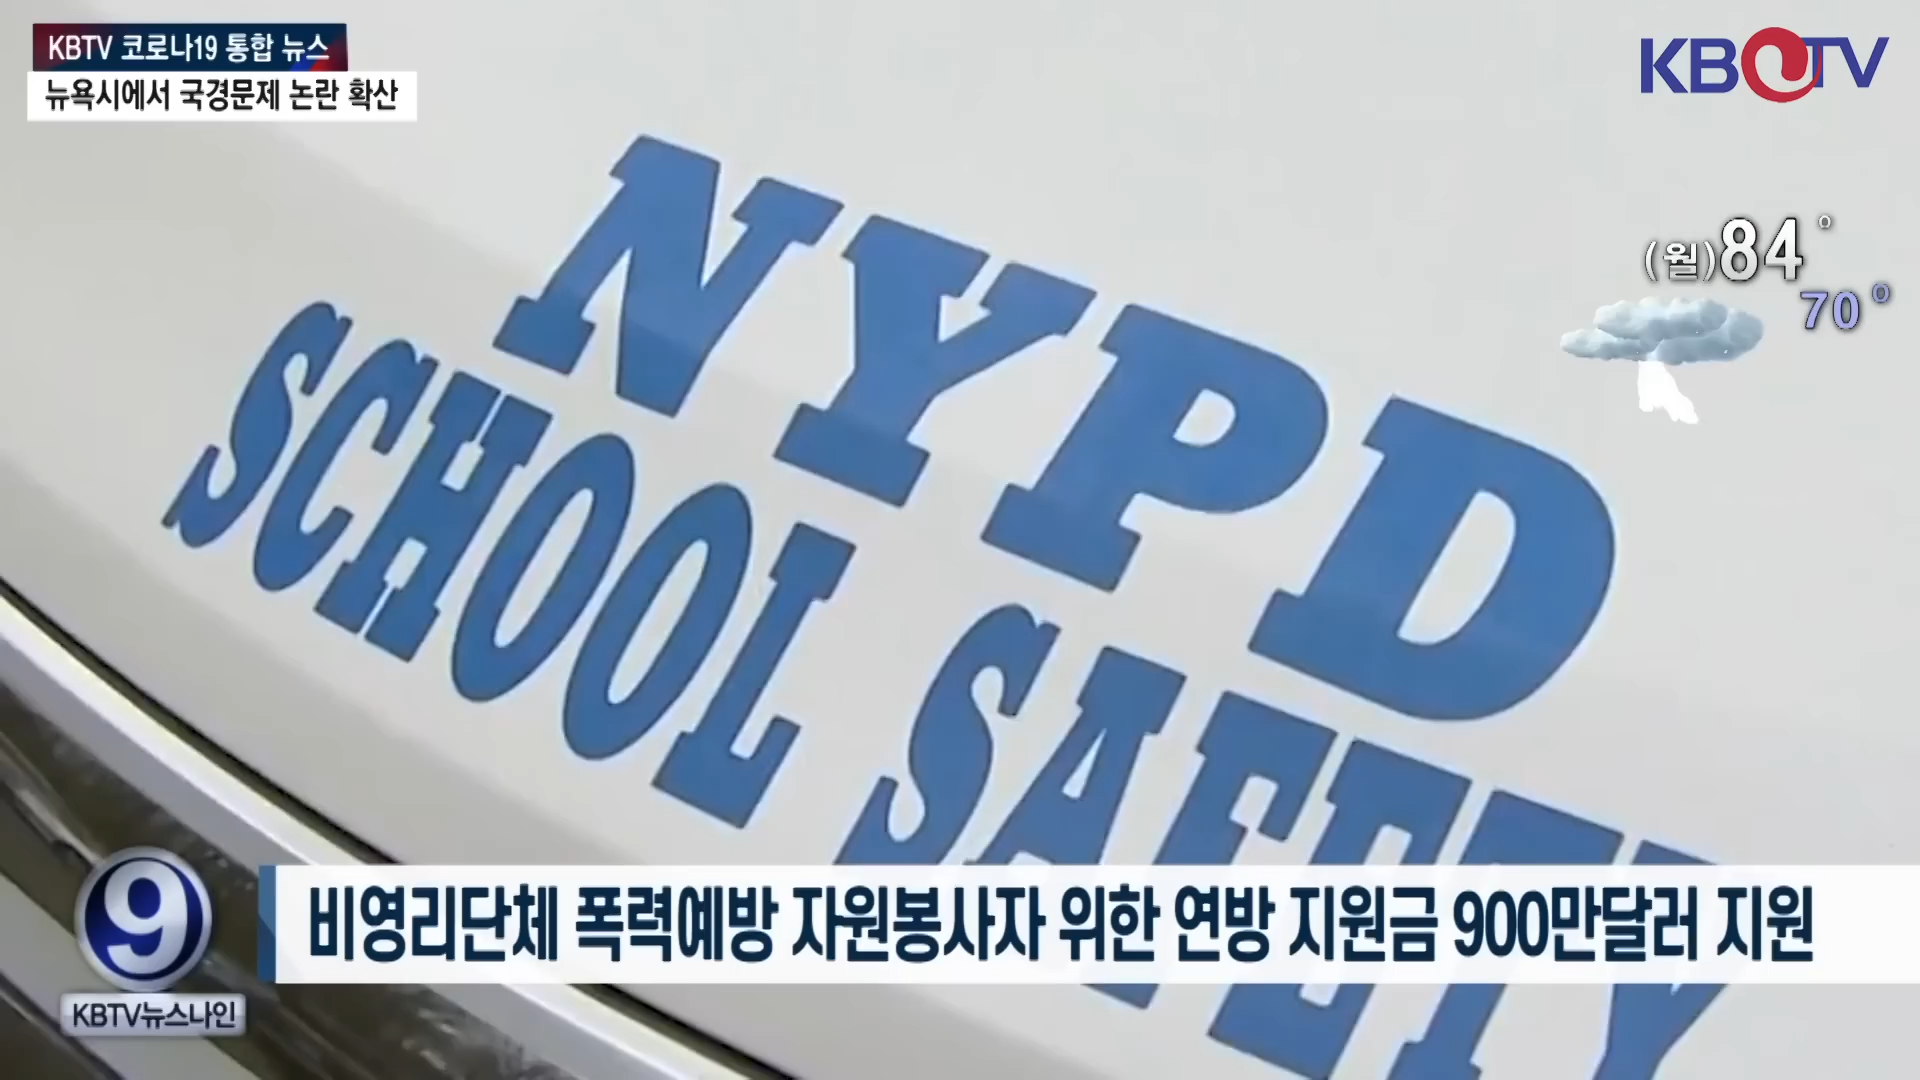 KBTV 코로나19 통합 뉴스
뉴욕시에서 국경문제 논란 확산
KBTV
(월)84°
70°
NYPD
SCHOOL SAFETY
9
비영리단체 폭력예방 자원봉사자 위한 연방 지원금 900만달러 지원
KBTV뉴스나인